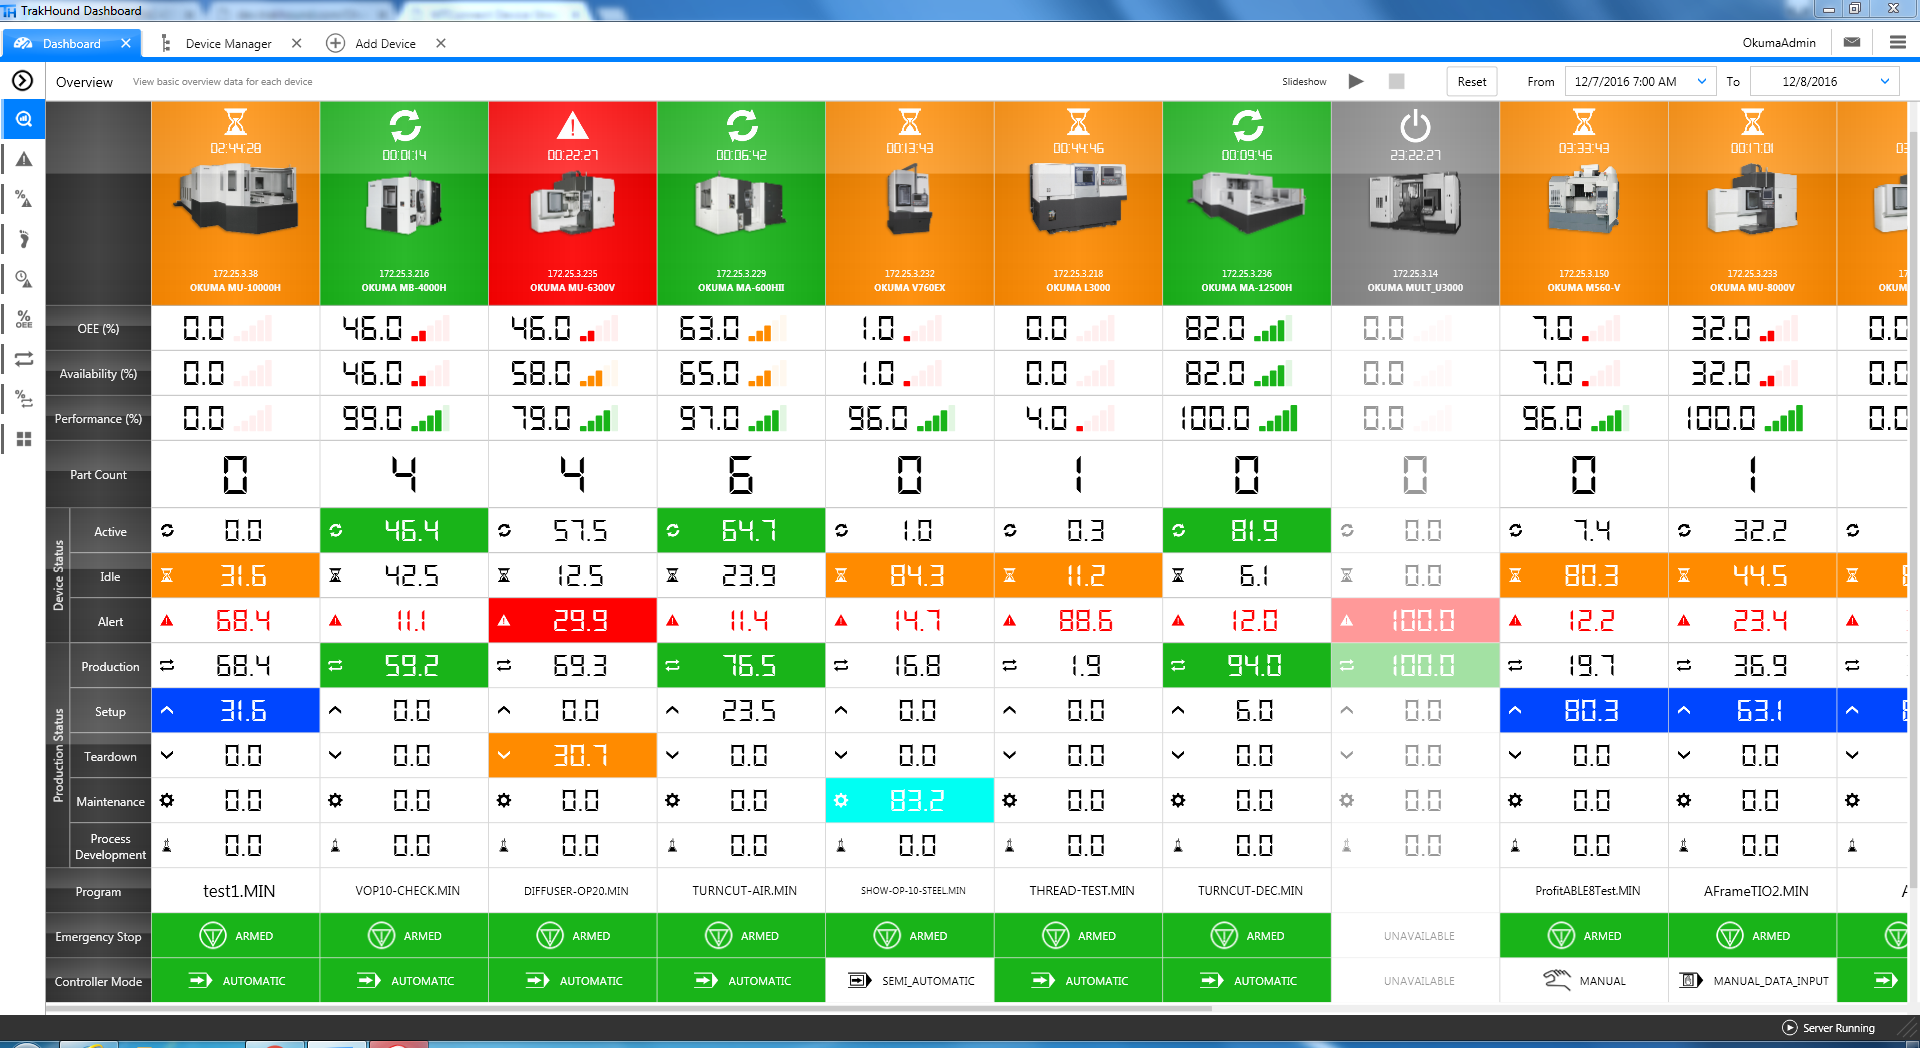 TrakHound Dashboard
Dashboard Device Manager Add Device OkumaAdmin
Overview View basic overview data for each device Slideshow Reset From 12/7/2016 7:00 AM To 12/8/2016
02:44:28 00:01:14 00:22:27 00:06:42 00:13:43 00:44:46 00:09:46 23:22:27 03:33:43 00:17:01
172.25.3.38 172.25.3.216 172.25.3.235 172.25.3.229 172.25.3.232 172.25.3.218 172.25.3.236 172.25.3.14 172.25.3.150 172.25.3.233
OKUMA MU-10000H OKUMA MB-4000H OKUMA MU-6300V OKUMA MA-600HII OKUMA V760EX OKUMA L3000 OKUMA MA-12500H OKUMA MULT_U3000 OKUMA M560-V OKUMA MU-8000V
OEE (%) 0.0 46.0 46.0 63.0 1.0 0.0 82.0 0.0 7.0 32.0 0.0
Availability (%) 0.0 46.0 58.0 65.0 1.0 0.0 82.0 0.0 7.0 32.0 0.0
Performance (%) 0.0 99.0 79.0 97.0 96.0 4.0 100.0 0.0 96.0 100.0 0.0
Part Count 0 4 4 6 0 1 0 0 0 1
Device Status
Active 0.0 46.4 57.5 64.7 1.0 0.3 81.9 0.0 7.4 32.2
Idle 31.6 42.5 12.5 23.9 84.3 11.2 6.1 0.0 80.3 44.5
Alert 68.4 11.1 29.9 11.4 14.7 88.6 12.0 100.0 12.2 23.4
Production Status
Production 68.4 59.2 69.3 76.5 16.8 1.9 94.0 100.0 19.7 36.9
Setup 31.6 0.0 0.0 23.5 0.0 0.0 6.0 0.0 80.3 63.1
Teardown 0.0 0.0 30.7 0.0 0.0 0.0 0.0 0.0 0.0 0.0
Maintenance 0.0 0.0 0.0 0.0 83.2 0.0 0.0 0.0 0.0 0.0
Process Development 0.0 0.0 0.0 0.0 0.0 0.0 0.0 0.0 0.0 0.0
Program test1.MIN VOP10-CHECK.MIN DIFFUSER-OP20.MIN TURNCUT-AIR.MIN SHOW-OP-10-STEEL.MIN THREAD-TEST.MIN TURNCUT-DEC.MIN ProfitABLE8Test.MIN AFrameTIO2.MIN
Emergency Stop ARMED ARMED ARMED ARMED ARMED ARMED ARMED UNAVAILABLE ARMED ARMED
Controller Mode AUTOMATIC AUTOMATIC AUTOMATIC AUTOMATIC SEMI_AUTOMATIC AUTOMATIC AUTOMATIC UNAVAILABLE MANUAL MANUAL_DATA_INPUT
Server Running